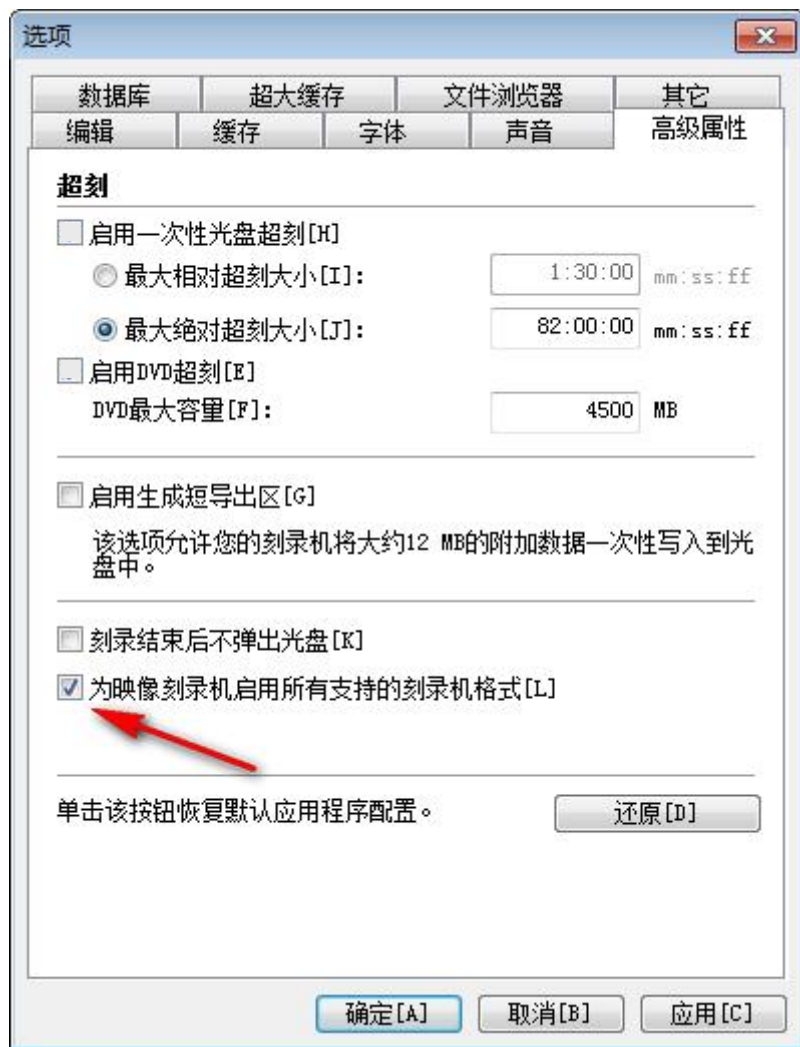 选项
数据库 超大缓存 文件浏览器 其它
编辑 缓存 字体 声音 高级属性
超刻
启用一次性光盘超刻[H]
最大相对超刻大小[I]: 1:30:00 mm:ss:ff
最大绝对超刻大小[J]: 82:00:00 mm:ss:ff
启用DVD超刻[E]
DVD最大容量[F]: 4500 MB
启用生成短导出区[G]
该选项允许您的刻录机将大约12 MB的附加数据一次性写入到光
盘中。
刻录结束后不弹出光盘[K]
为映像刻录机启用所有支持的刻录机格式[L]
单击该按钮恢复默认应用程序配置。 还原[D]
确定[A] 取消[B] 应用[C]